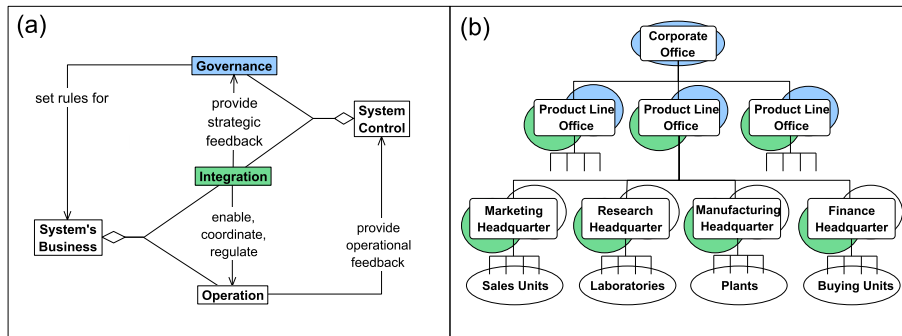 (a)
Governance
set rules for
provide
strategic
feedback
System
Control
Integration
enable,
coordinate,
regulate
provide
operational
feedback
System's
Business
Operation
(b)
Corporate
Office
Product Line
Office
Product Line
Office
Product Line
Office
Marketing
Headquarter
Research
Headquarter
Manufacturing
Headquarter
Finance
Headquarter
Sales Units
Laboratories
Plants
Buying Units